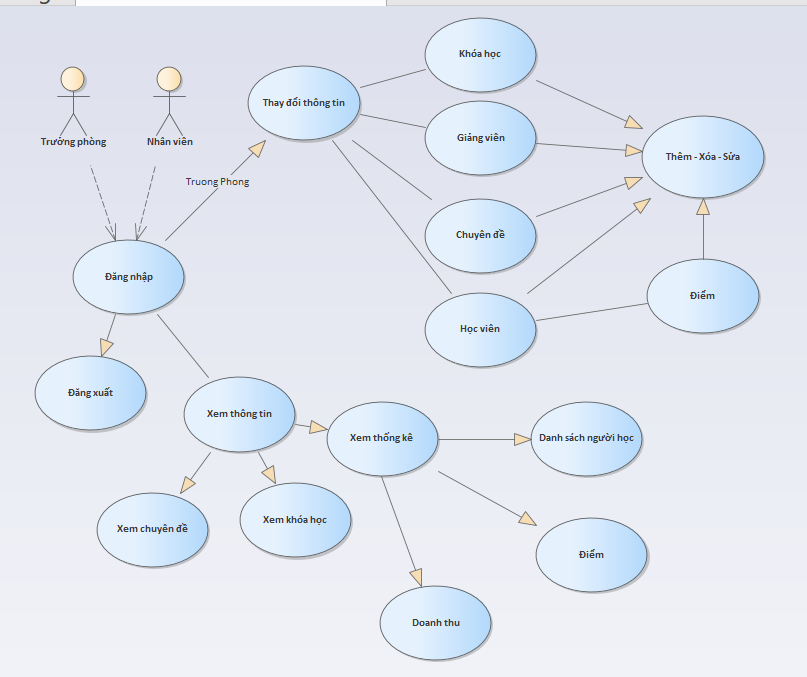 Khóa học
Thay đổi thông tin
Giảng viên
Trưởng phòng
Nhân viên
Thêm - Xóa - Sửa
Truong Phong
Chuyên đề
Đăng nhập
Điểm
Học viên
Đăng xuất
Xem thông tin
Xem thống kê
Danh sách người học
Xem chuyên đề
Xem khóa học
Điểm
Doanh thu